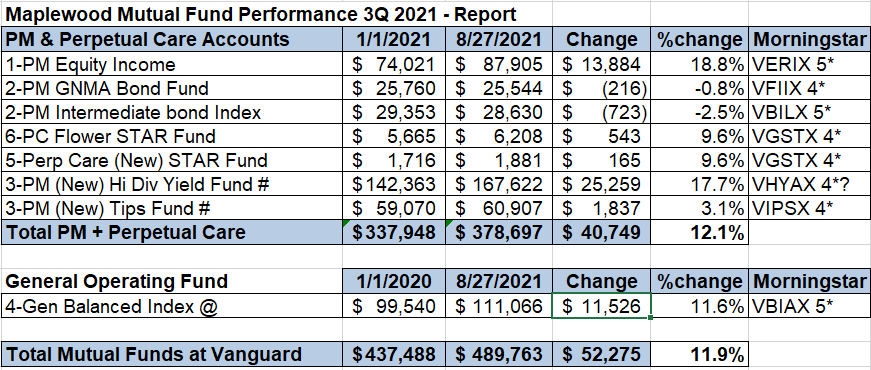 Maplewood Mutual Fund Performance 3Q 2021 - Report
PM & Perpetual Care Accounts 1/1/2021 8/27/2021 Change %change Morningstar
1-PM Equity Income $ 74,021 $ 87,905 $ 13,884 18.8% VERIX 5*
2-PM GNMA Bond Fund $ 25,760 $ 25,544 $ (216) -0.8% VFIIX 4*
2-PM Intermediate bond Index $ 29,353 $ 28,630 $ (723) -2.5% VBILX 5*
6-PC Flower STAR Fund $ 5,665 $ 6,208 $ 543 9.6% VGSTX 4*
5-Perp Care (New) STAR Fund $ 1,716 $ 1,881 $ 165 9.6% VGSTX 4*
3-PM (New) Hi Div Yield Fund # $142,363 $ 167,622 $ 25,259 17.7% VHYAX 4*?
3-PM (New) Tips Fund # $ 59,070 $ 60,907 $ 1,837 3.1% VIPSX 4*
Total PM + Perpetual Care $337,948 $ 378,697 $ 40,749 12.1%
General Operating Fund 1/1/2020 8/27/2021 Change %change Morningstar
4-Gen Balanced Index @ $ 99,540 $ 111,066 $ 11,526 11.6% VBIAX 5*
Total Mutual Funds at Vanguard $437,488 $ 489,763 $ 52,275 11.9%